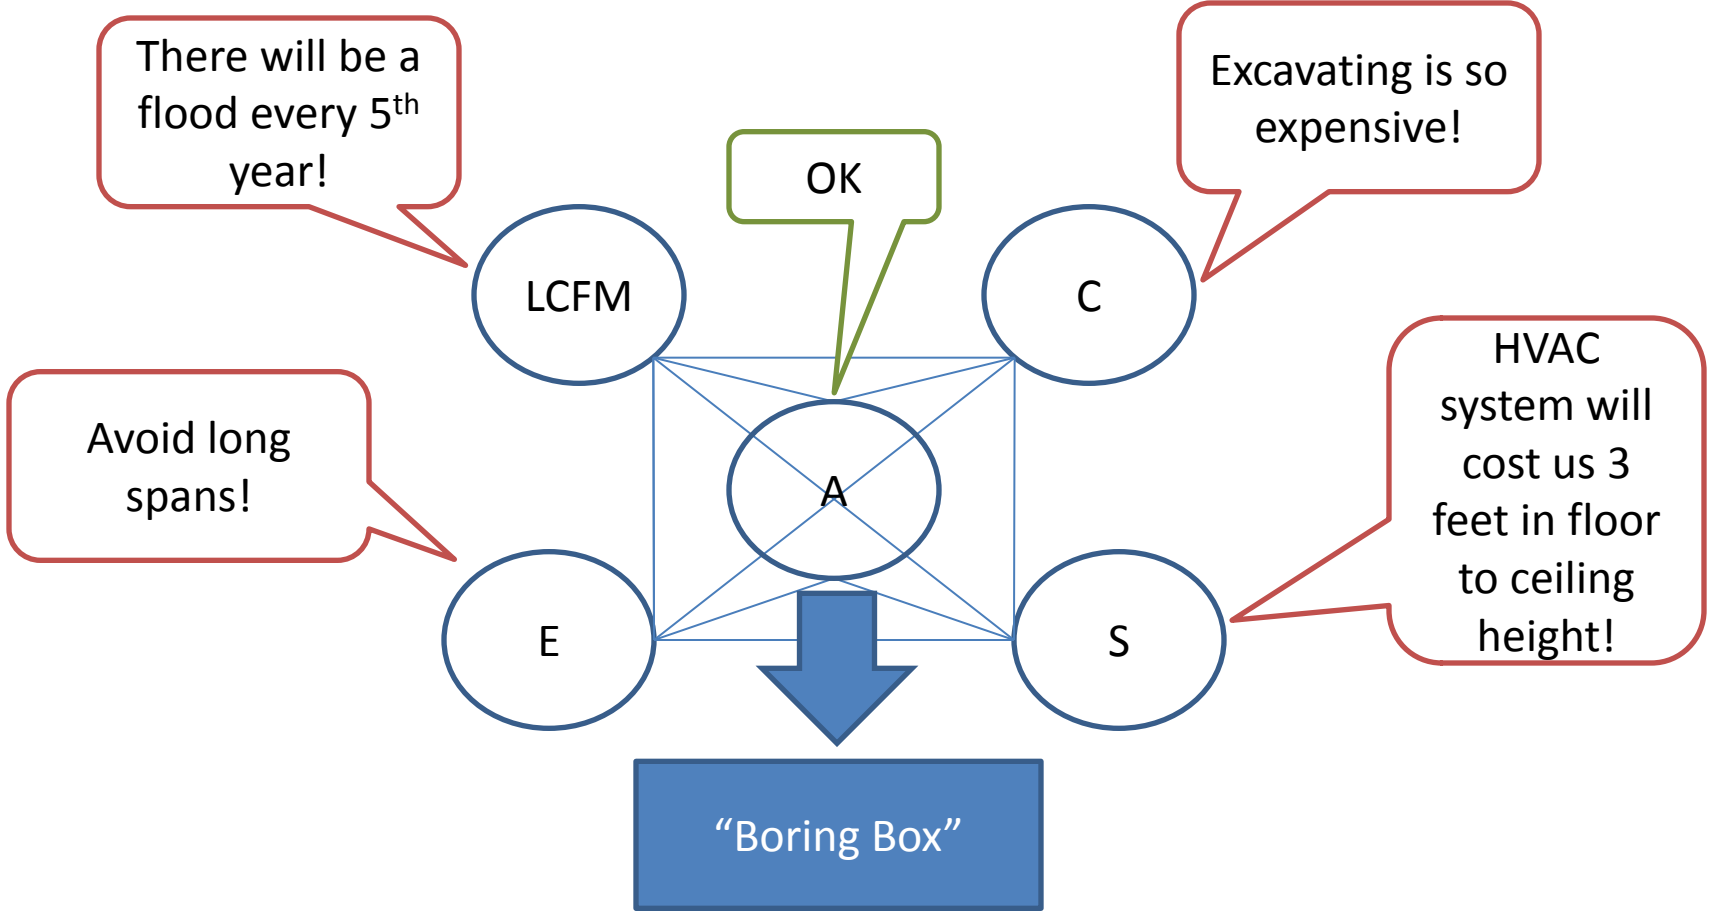 There will be a
flood every 5th
year!
Excavating is so
expensive!
OK
LCFM
C
HVAC
system will
cost us 3
feet in floor
to ceiling
height!
Avoid long
spans!
A
E
S
“Boring Box”